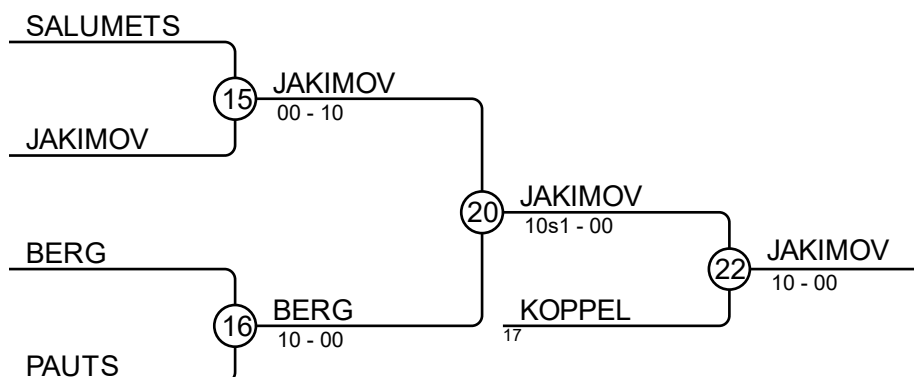 SALUMETS
15
JAKIMOV
00 - 10
JAKIMOV
20
JAKIMOV
10s1 - 00
BERG
22
JAKIMOV
10 - 00
16
BERG
10 - 00
KOPPEL
17
PAUTS